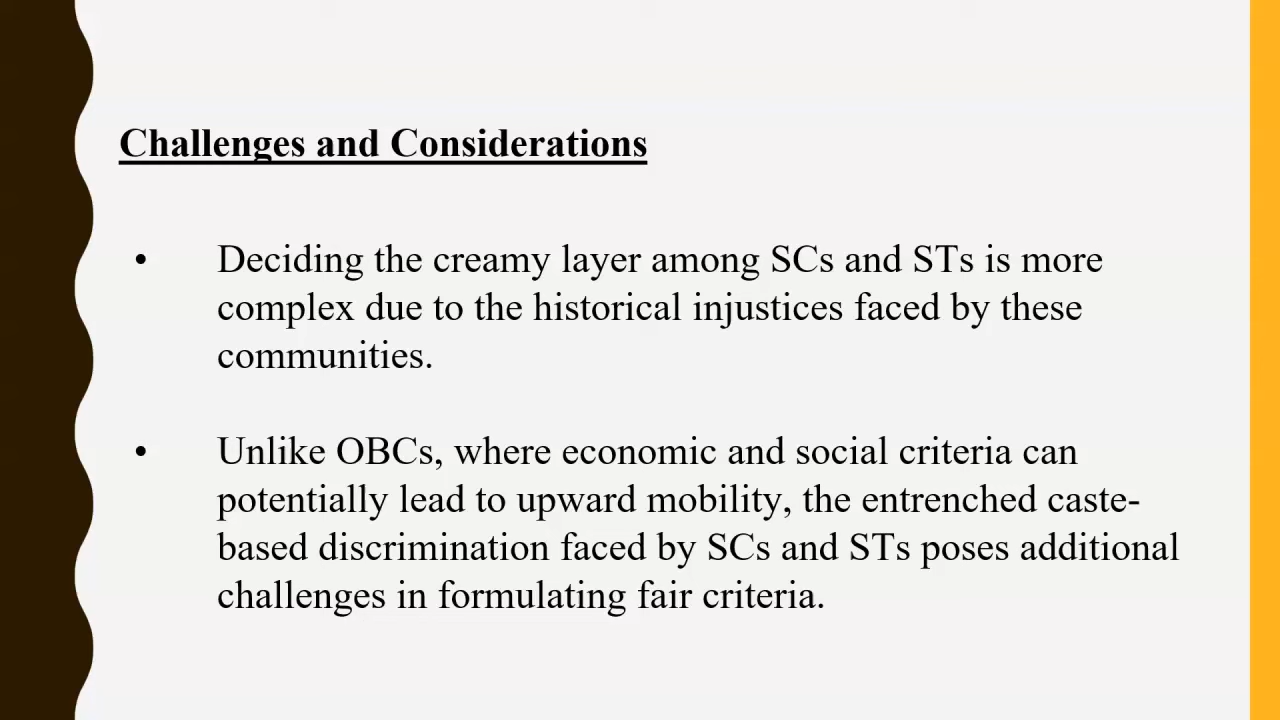 Challenges and Considerations
• Deciding the creamy layer among SCs and STs is more
complex due to the historical injustices faced by these
communities.
• Unlike OBCs, where economic and social criteria can
potentially lead to upward mobility, the entrenched caste-
based discrimination faced by SCs and STs poses additional
challenges in formulating fair criteria.